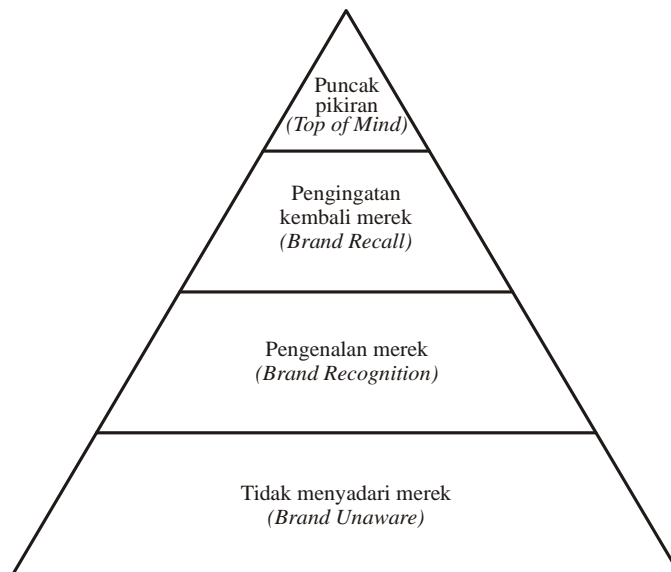 Puncak
pikiran
(Top of Mind)
Pengingatan
kembali merek
(Brand Recall)
Pengenalan merek
(Brand Recognition)
Tidak menyadari merek
(Brand Unaware)